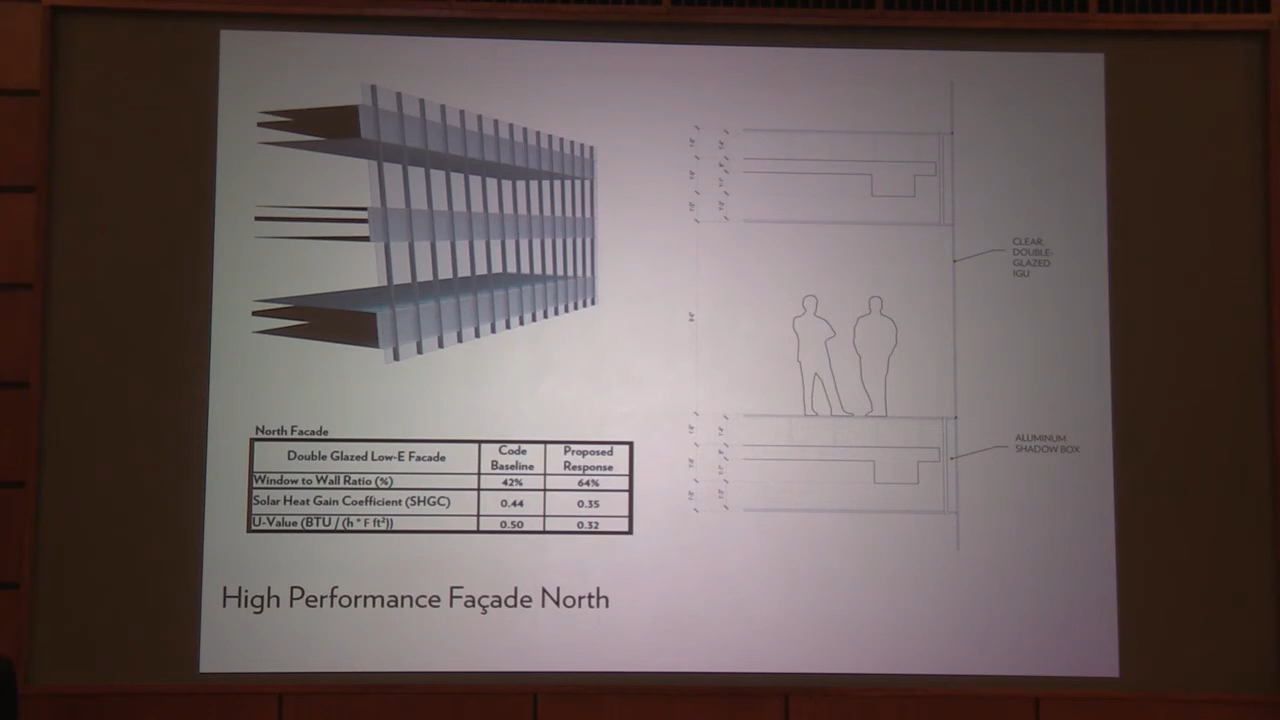 CLEAR,
DOUBLE-
GLAZED
IGU
ALUMINUM
SHADOW BOX
North Facade
Double Glazed Low-E Facade Code Baseline Proposed Response
Window to Wall Ratio (%) 42% 64%
Solar Heat Gain Coefficient (SHGC) 0.44 0.35
U-Value (BTU / (h * F ft²)) 0.50 0.32
High Performance Façade North